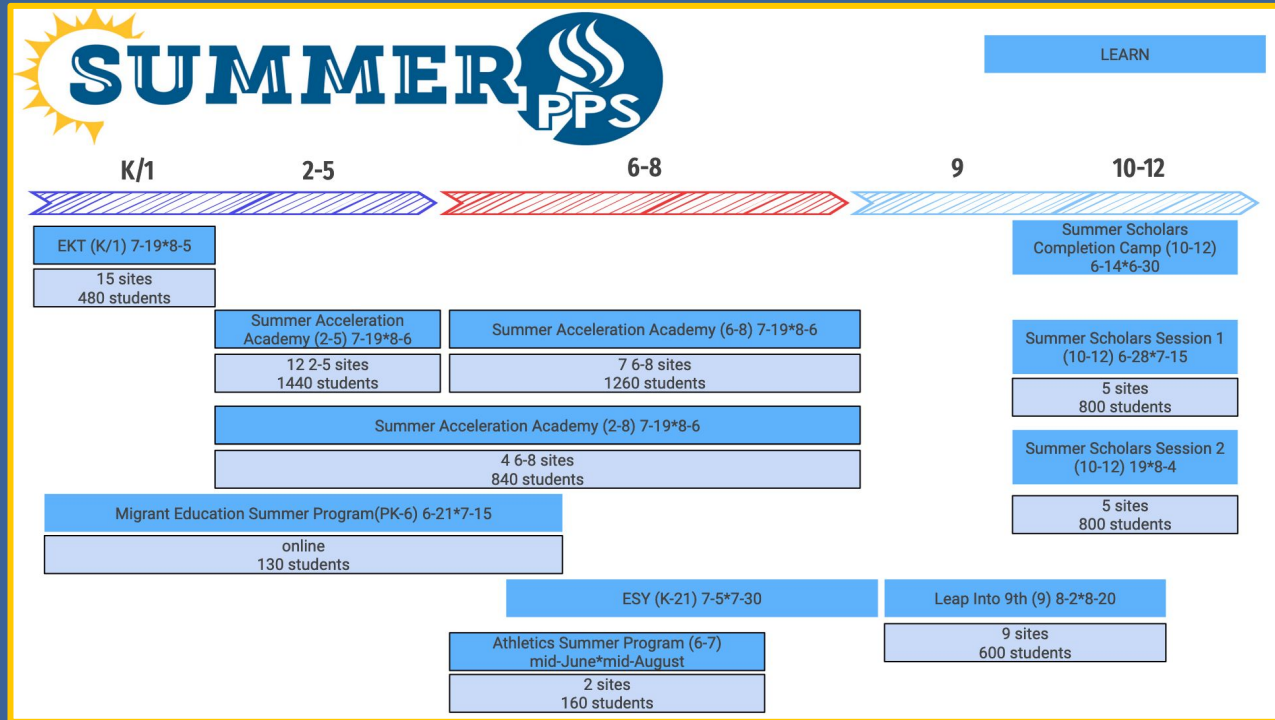 SUMMER
PPS
LEARN
K/1
2-5
6-8
9
10-12
EKT (K/1) 7-19*8-5
15 sites
480 students
Summer Scholars
Completion Camp (10-12)
6-14*6-30
Summer Acceleration
Academy (2-5) 7-19*8-6
12 2-5 sites
1440 students
Summer Acceleration Academy (6-8) 7-19*8-6
7 6-8 sites
1260 students
Summer Scholars Session 1
(10-12) 6-28*7-15
5 sites
800 students
Summer Acceleration Academy (2-8) 7-19*8-6
4 6-8 sites
840 students
Summer Scholars Session 2
(10-12) 19*8-4
5 sites
800 students
Migrant Education Summer Program(PK-6) 6-21*7-15
online
130 students
ESY (K-21) 7-5*7-30
Leap Into 9th (9) 8-2*8-20
9 sites
600 students
Athletics Summer Program (6-7)
mid-June*mid-August
2 sites
160 students